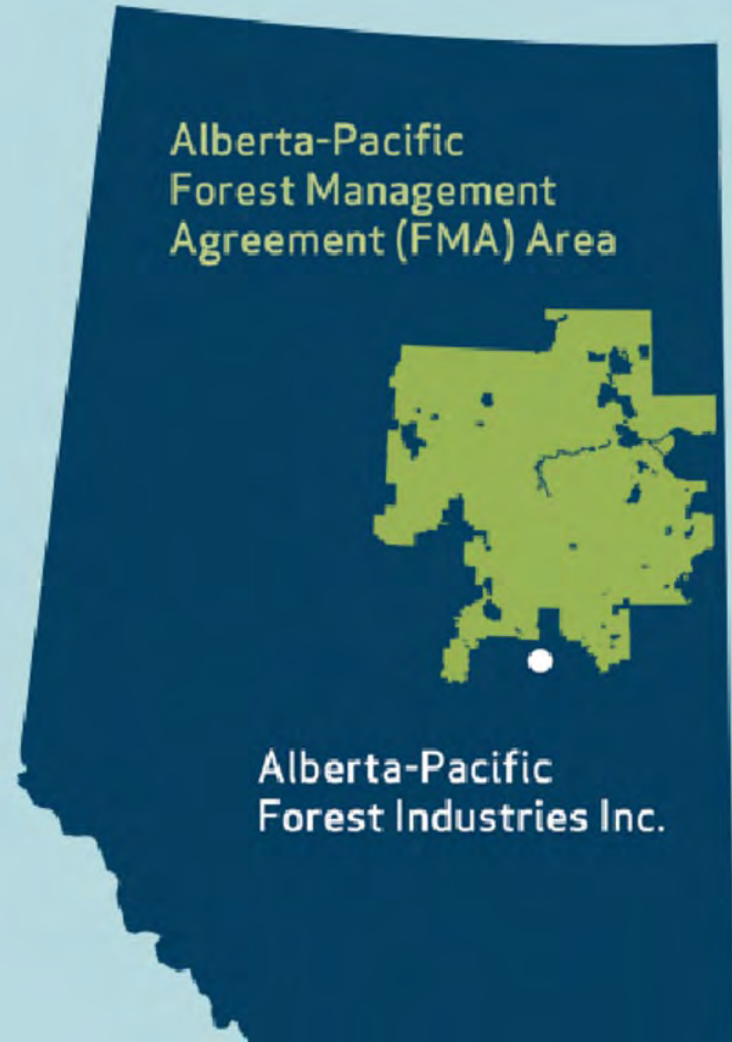 Alberta-Pacific
Forest Management
Agreement (FMA) Area
Alberta-Pacific
Forest Industries Inc.